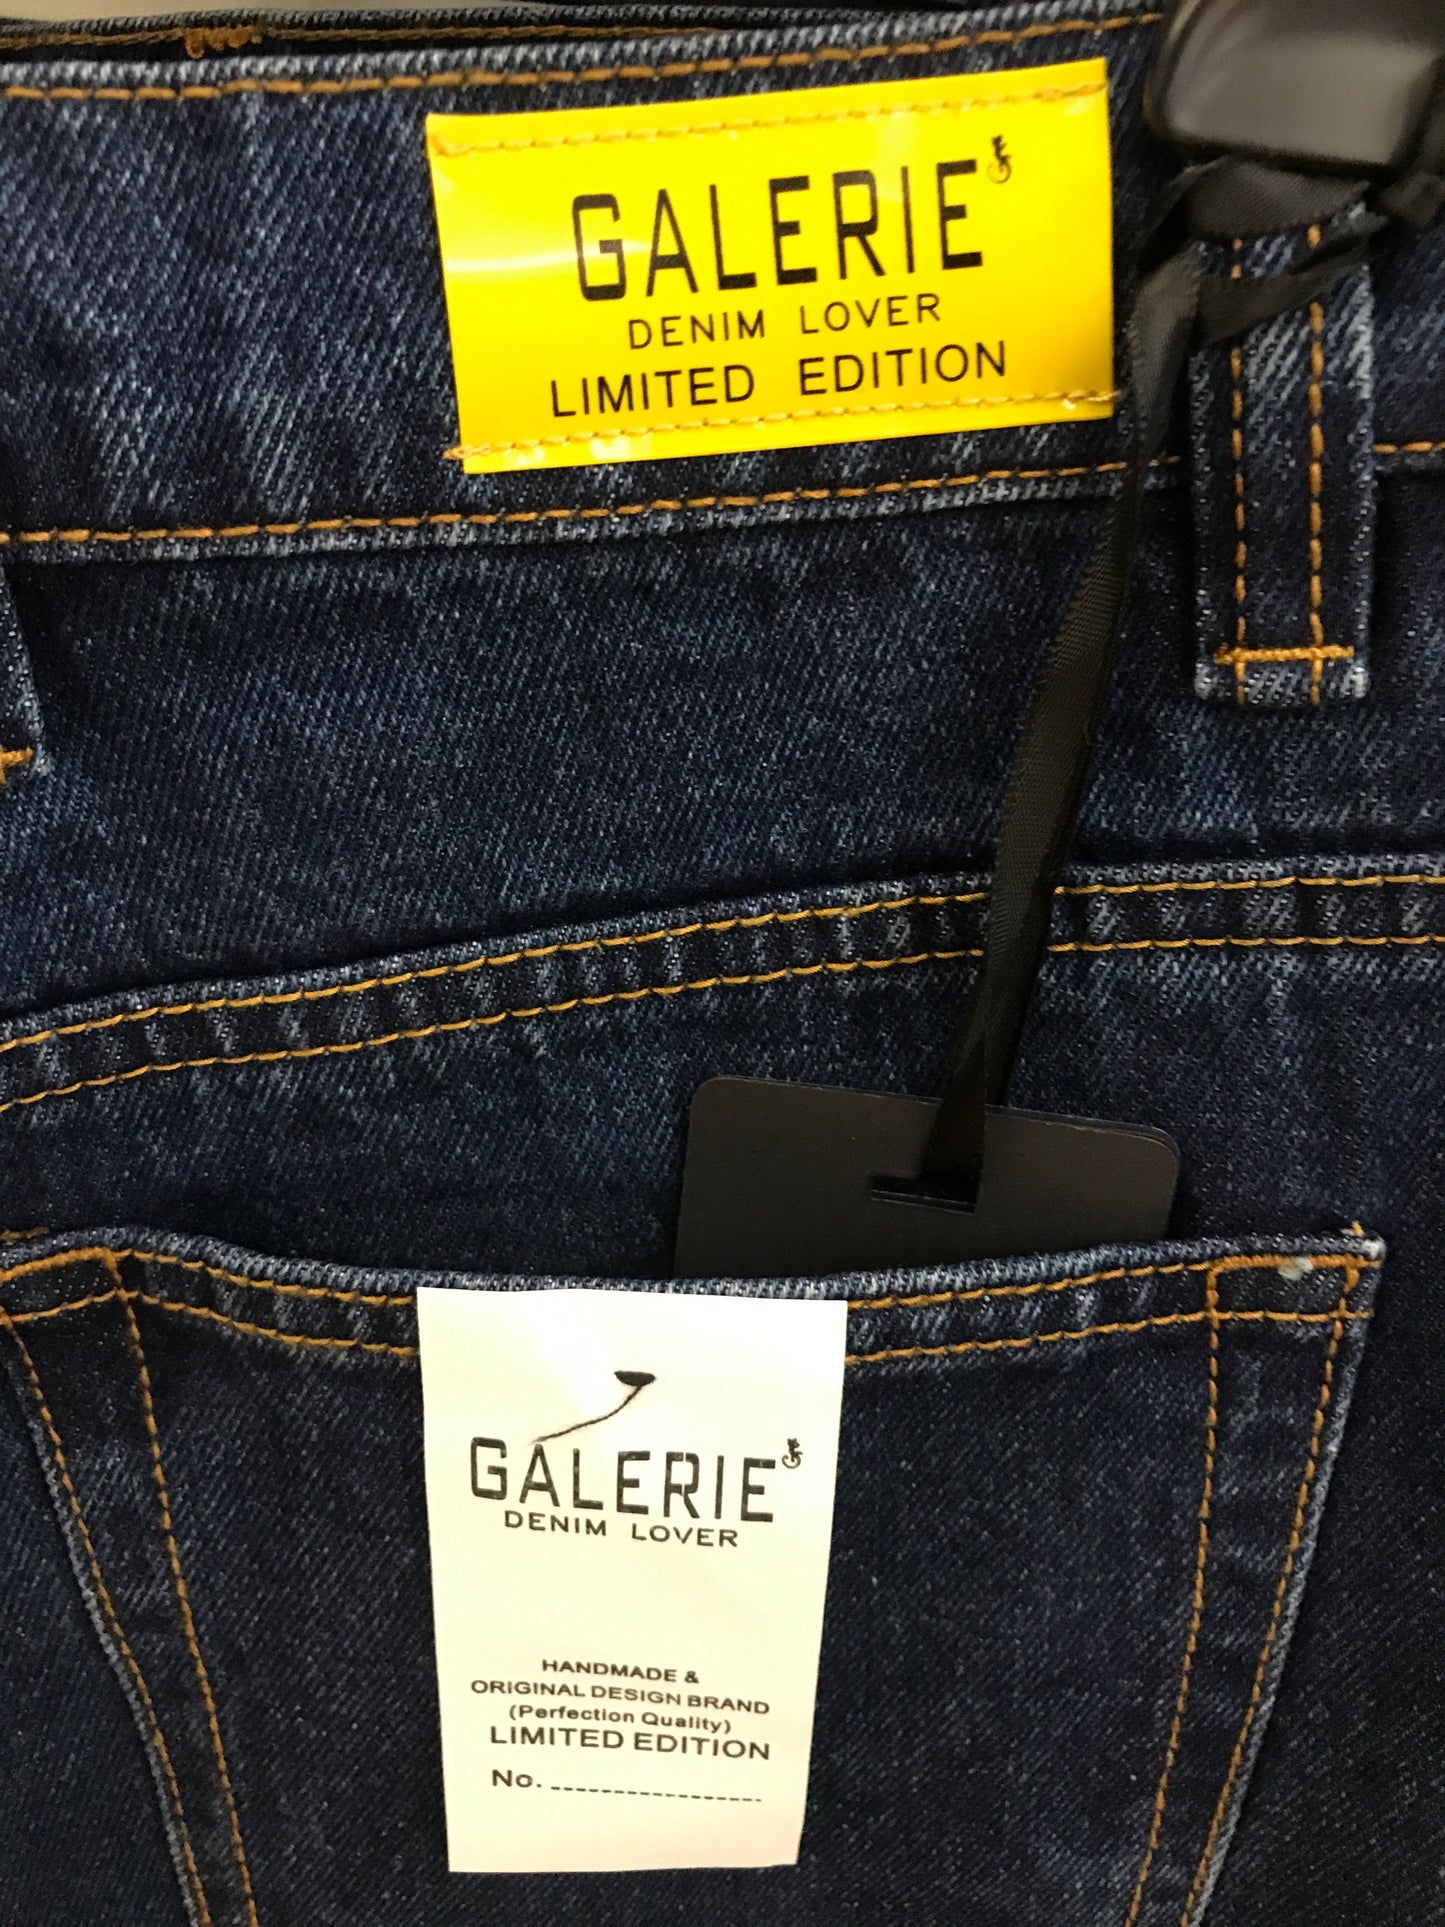 GALERIE
DENIM LOVER
LIMITED EDITION
GALERIE
DENIM LOVER
HANDMADE &
ORIGINAL DESIGN BRAND
(Perfection Quality)
LIMITED EDITION
No.